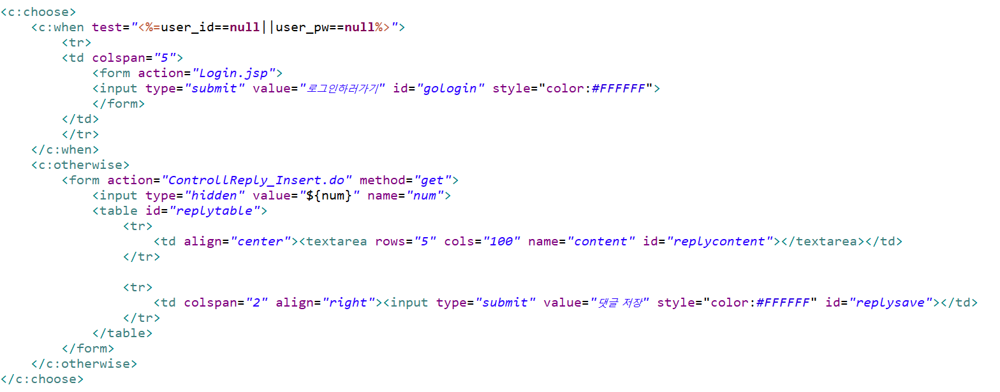 <c:choose>
    <c:when test="<%=user_id==null||user_pw==null%>">
        <tr>
        <td colspan="5">
            <form action="Login.jsp">
            <input type="submit" value="로그인하러가기" id="gologin" style="color:#FFFFFF">
            </form>
        </td>
        </tr>
    </c:when>
    <c:otherwise>
        <form action="ControllReply_Insert.do" method="get">
            <input type="hidden" value="${num}" name="num">
            <table id="replytable">
                <tr>
                    <td align="center"><textarea rows="5" cols="100" name="content" id="replycontent"></textarea></td>
                </tr>

                <tr>
                    <td colspan="2" align="right"><input type="submit" value="댓글 저장" style="color:#FFFFFF" id="replysave"></td>
                </tr>
            </table>
        </form>
    </c:otherwise>
</c:choose>